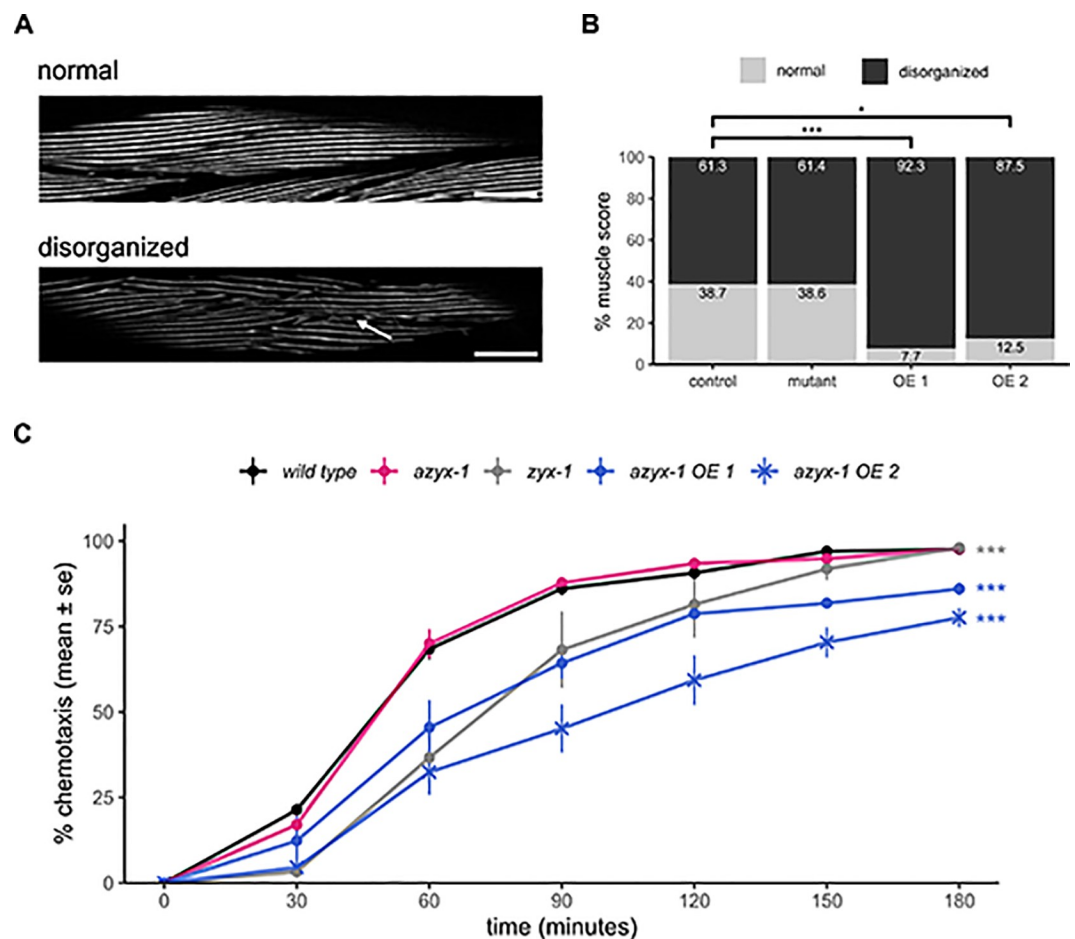 A
normal
disorganized
B
normal disorganized
*
***
% muscle score
100
80
60
40
20
0
61.3 61.4 92.3 87.5
38.7 38.6 7.7 12.5
control mutant OE 1 OE 2
C
wild type azyx-1 zyx-1 azyx-1 OE 1 azyx-1 OE 2
% chemotaxis (mean ± se)
100
75
50
25
0
***
***
***
0 30 60 90 120 150 180
time (minutes)